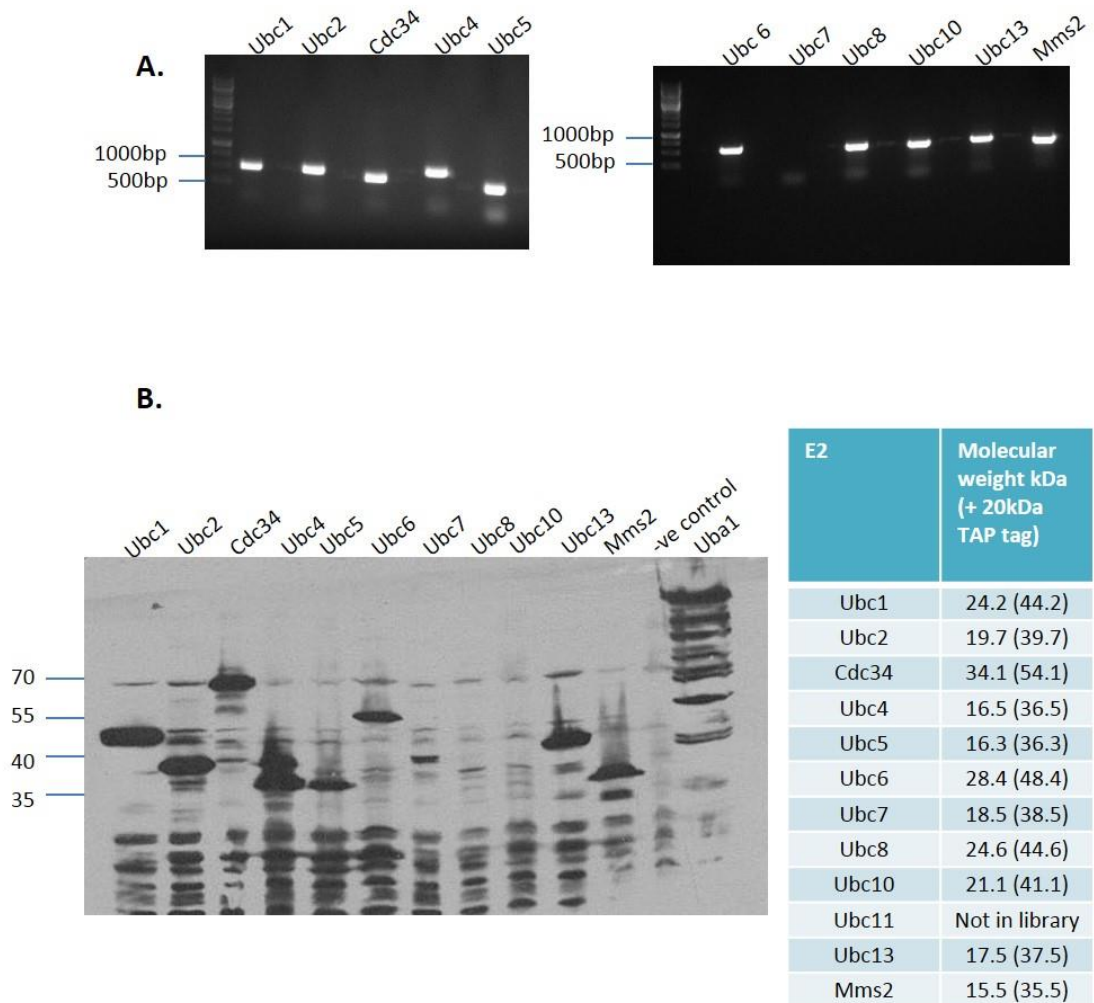 A.
Ubc1 Ubc2 Cdc34 Ubc4 Ubc5
1000bp
500bp
Ubc 6 Ubc7 Ubc8 Ubc10 Ubc13 Mms2
1000bp
500bp
B.
Ubc1 Ubc2 Cdc34 Ubc4 Ubc5 Ubc6 Ubc7 Ubc8 Ubc10 Ubc13 Mms2 -ve control Uba1
70
55
40
35
E2 Molecular
weight kDa
(+ 20kDa
TAP tag)
Ubc1 24.2 (44.2)
Ubc2 19.7 (39.7)
Cdc34 34.1 (54.1)
Ubc4 16.5 (36.5)
Ubc5 16.3 (36.3)
Ubc6 28.4 (48.4)
Ubc7 18.5 (38.5)
Ubc8 24.6 (44.6)
Ubc10 21.1 (41.1)
Ubc11 Not in library
Ubc13 17.5 (37.5)
Mms2 15.5 (35.5)